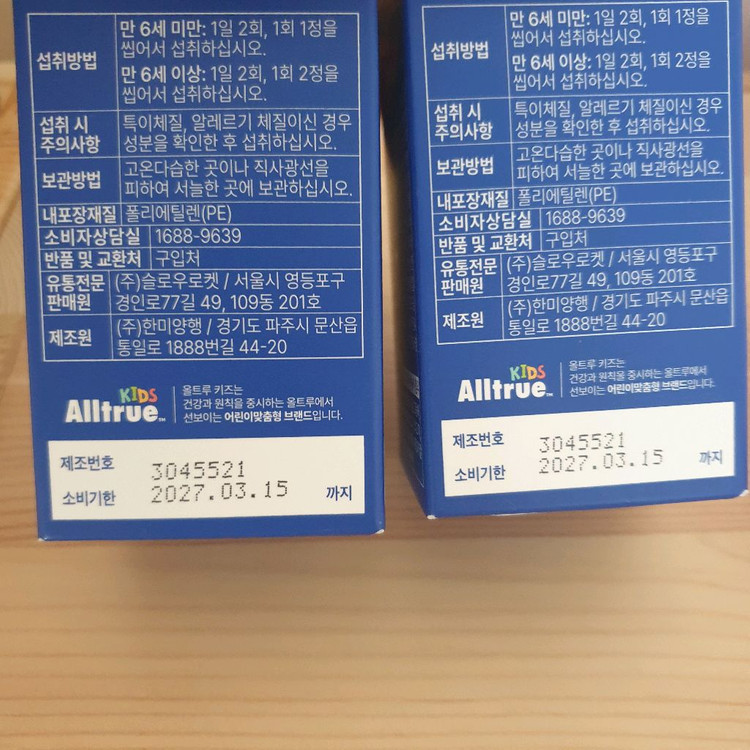 섭취방법
만 6세 미만: 1일 2회, 1회 1정을
씹어서 섭취하십시오.
만 6세 이상: 1일 2회, 1회 2정을
씹어서 섭취하십시오.
섭취 시
주의사항
특이체질, 알레르기 체질이신 경우
성분을 확인한 후 섭취하십시오.
보관방법
고온다습한 곳이나 직사광선을
피하여 서늘한 곳에 보관하십시오.
내포장재질 폴리에틸렌(PE)
소비자상담실 1688-9639
반품 및 교환처 구입처
유통전문
판매원
(주)슬로우로켓 / 서울시 영등포구
경인로77길 49, 109동 201호
제조원
(주)한미양행 / 경기도 파주시 문산읍
통일로 1888번길 44-20
KIDS
Alltrue™
올트루 키즈는
건강과 원칙을 중시하는 올트루에서
선보이는 어린이맞춤형 브랜드입니다.
제조번호 3045521
소비기한 2027.03.15 까지
섭취방법
만 6세 미만: 1일 2회, 1회 1정을
씹어서 섭취하십시오.
만 6세 이상: 1일 2회, 1회 2정을
씹어서 섭취하십시오.
섭취 시
주의사항
특이체질, 알레르기 체질이신 경우
성분을 확인한 후 섭취하십시오.
보관방법
고온다습한 곳이나 직사광선을
피하여 서늘한 곳에 보관하십시오.
내포장재질 폴리에틸렌(PE)
소비자상담실 1688-9639
반품 및 교환처 구입처
유통전문
판매원
(주)슬로우로켓 / 서울시 영등포구
경인로77길 49, 109동 201호
제조원
(주)한미양행 / 경기도 파주시 문산읍
통일로 1888번길 44-20
KIDS
Alltrue™
올트루 키즈는
건강과 원칙을 중시하는 올트루에서
선보이는 어린이맞춤형 브랜드입니다.
제조번호 3045521
소비기한 2027.03.15 까지